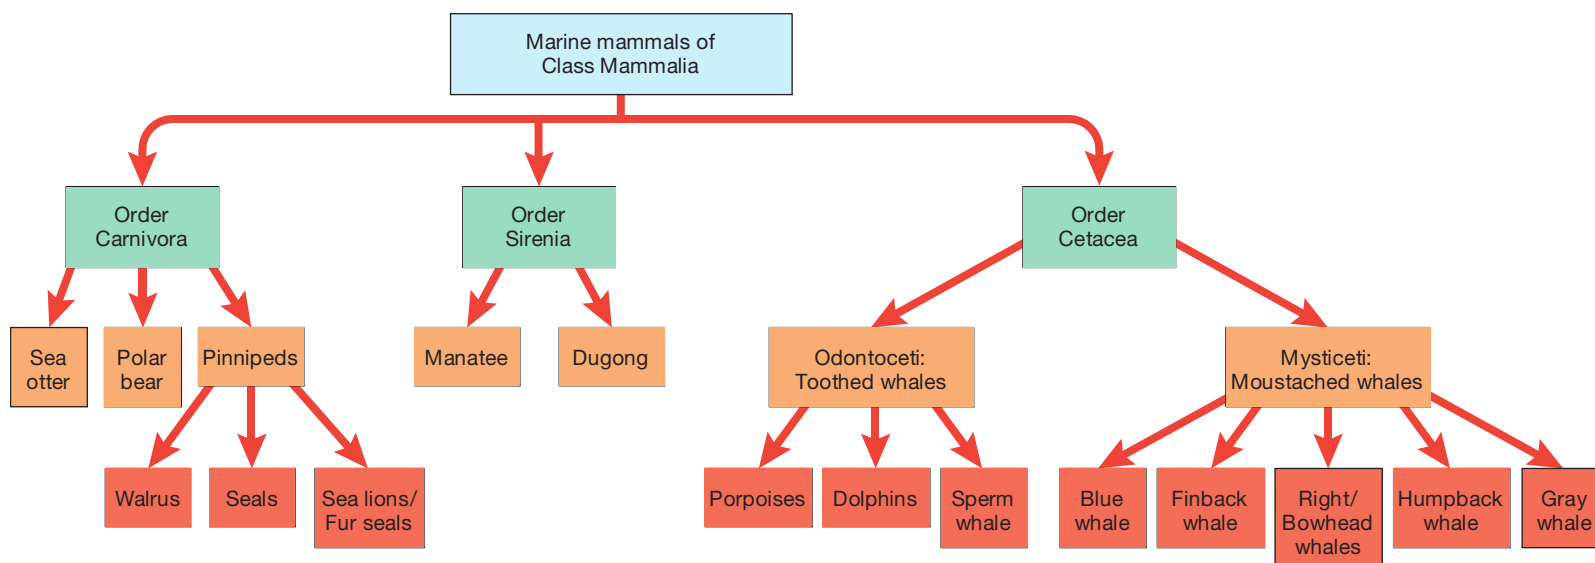 Marine mammals of
Class Mammalia
Order
Carnivora
Order
Sirenia
Order
Cetacea
Sea
otter
Polar
bear
Pinnipeds
Manatee
Dugong
Odontoceti:
Toothed whales
Mysticeti:
Moustached whales
Walrus
Seals
Sea lions/
Fur seals
Porpoises
Dolphins
Sperm
whale
Blue
whale
Finback
whale
Right/
Bowhead
whales
Humpback
whale
Gray
whale